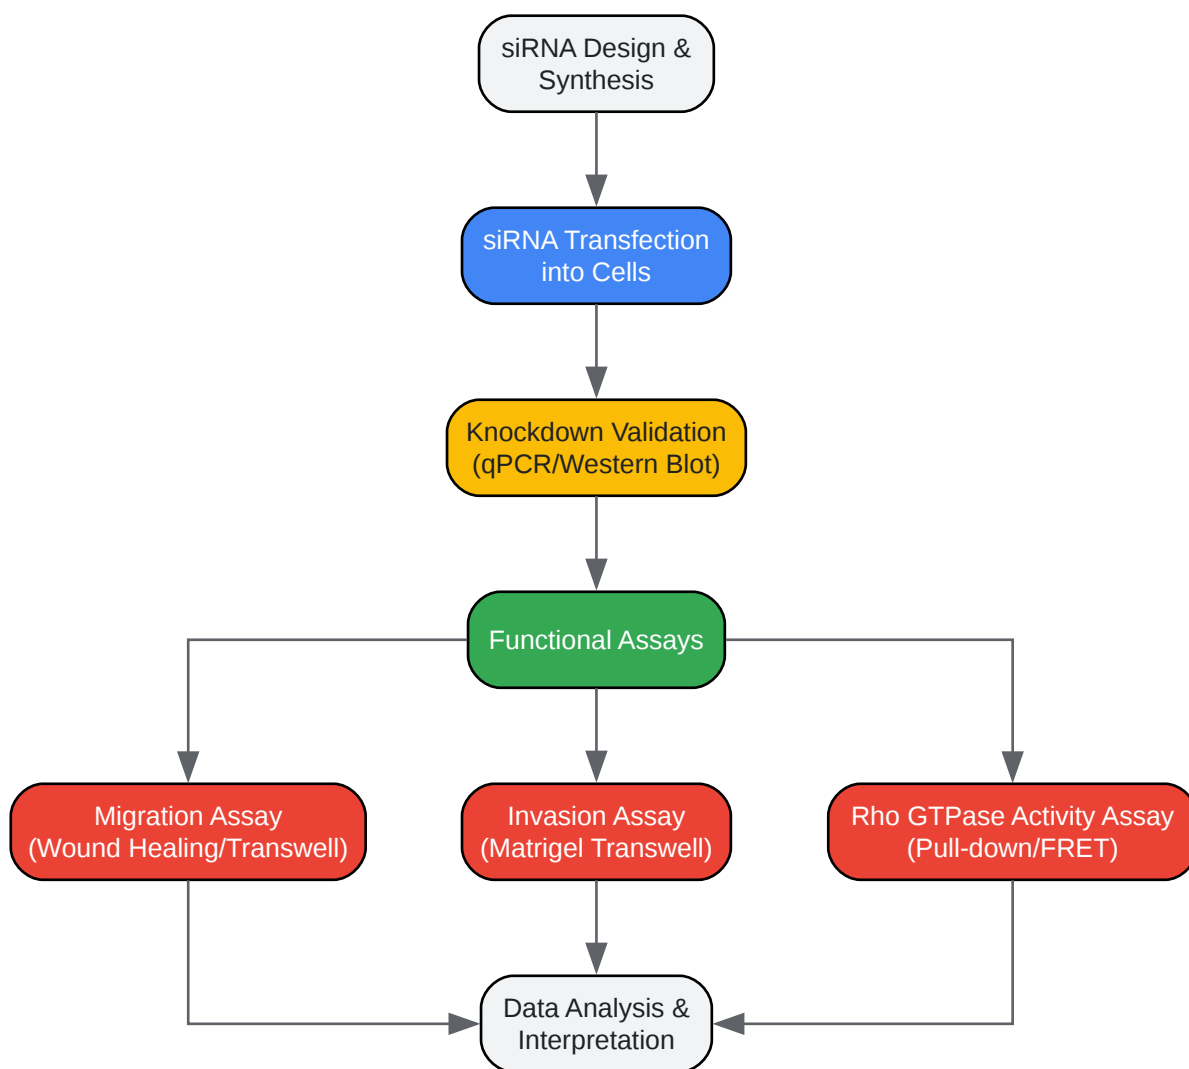 siRNA Design &
Synthesis
siRNA Transfection
into Cells
Knockdown Validation
(qPCR/Western Blot)
Functional Assays
Migration Assay
(Wound Healing/Transwell)
Invasion Assay
(Matrigel Transwell)
Rho GTPase Activity Assay
(Pull-down/FRET)
Data Analysis &
Interpretation